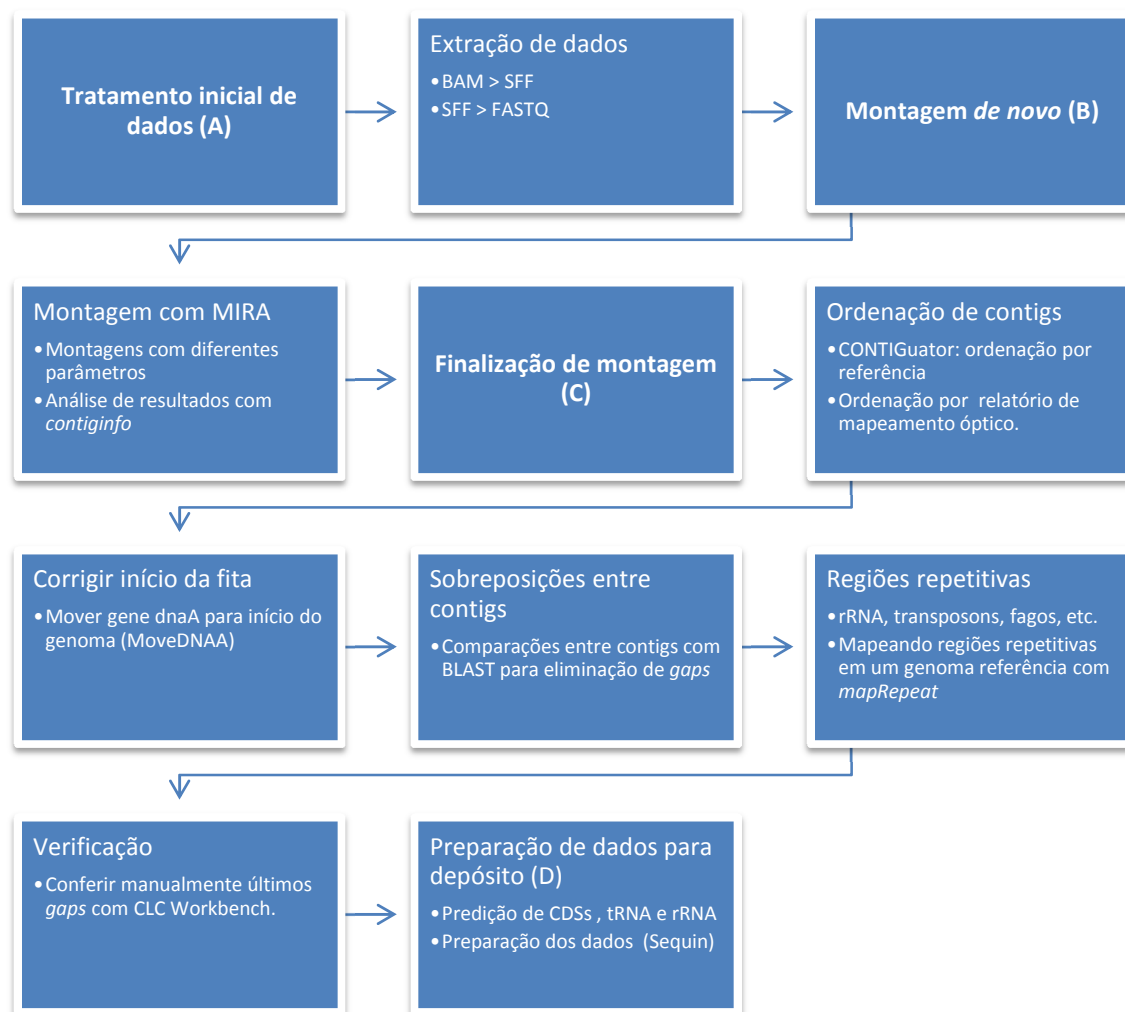 Tratamento inicial de
dados (A)
Extração de dados
•BAM > SFF
•SFF > FASTQ
Montagem de novo (B)
Montagem com MIRA
•Montagens com diferentes
parâmetros
•Análise de resultados com
contiginfo
Finalização de montagem
(C)
Ordenação de contigs
•CONTIGuator: ordenação por
referência
•Ordenação por relatório de
mapeamento óptico.
Corrigir início da fita
•Mover gene dnaA para início do
genoma (MoveDNAA)
Sobreposições entre
contigs
•Comparações entre contigs com
BLAST para eliminação de gaps
Regiões repetitivas
•rRNA, transposons, fagos, etc.
•Mapeando regiões repetitivas
em um genoma referência com
mapRepeat
Verificação
•Conferir manualmente últimos
gaps com CLC Workbench.
Preparação de dados para
depósito (D)
•Predição de CDSs , tRNA e rRNA
•Preparação dos dados (Sequin)